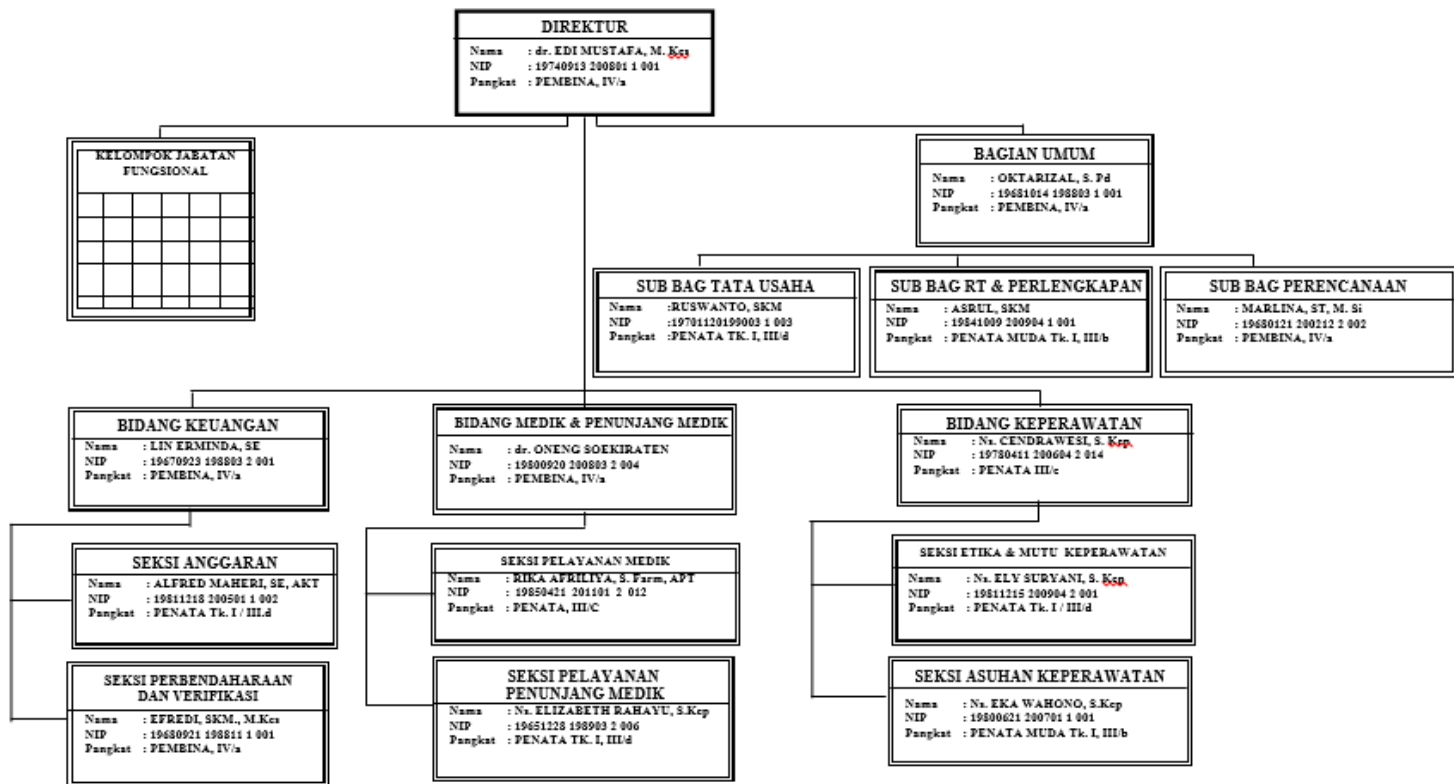 DIREKTUR
Nama : dr. EDI MUSTAFA, M. Kes
NIP : 19740913 200801 1 001
Pangkat : PEMBINA, IV/a
KELOMPOK JABATAN
FUNGSIONAL
BAGIAN UMUM
Nama : OKTARIZAL, S. Pd
NIP : 19681014 198803 1 001
Pangkat : PEMBINA, IV/a
SUB BAG TATA USAHA
Nama :RUSWANTO, SKM
NIP :19701120199003 1 003
Pangkat :PENATA TK. I, III/d
SUB BAG RT & PERLENGKAPAN
Nama : ASRUL, SKM
NIP : 19841009 200904 1 001
Pangkat : PENATA MUDA Tk. I, III/b
SUB BAG PERENCANAAN
Nama : MARLINA, ST, M. Si
NIP : 19680121 200212 2 002
Pangkat : PEMBINA, IV/a
BIDANG KEUANGAN
Nama : LIN ERMINDA, SE
NIP : 19670923 198803 2 001
Pangkat : PEMBINA, IV/a
BIDANG MEDIK & PENUNJANG MEDIK
Nama : dr. ONENG SOEKIRATEN
NIP : 19800920 200803 2 004
Pangkat : PEMBINA, IV/a
BIDANG KEPERAWATAN
Nama : Ns. CENDRAWESI, S. Kep
NIP : 19780411 200604 2 014
Pangkat : PENATA III/c
SEKSI ANGGARAN
Nama : ALFRED MAHERI, SE, AKT
NIP : 19811218 200501 1 002
Pangkat : PENATA Tk. I / III.d
SEKSI PELAYANAN MEDIK
Nama : RIKA AFRILIYA, S. Farm, APT
NIP : 19850421 201101 2 012
Pangkat : PENATA, III/C
SEKSI ETIKA & MUTU KEPERAWATAN
Nama : Ns. ELY SURYANI, S. Kep
NIP : 19811215 200904 2 001
Pangkat : PENATA Tk. I / III/d
SEKSI PERBENDAHARAAN
DAN VERIFIKASI
Nama : EFREDI, SKM., M.Kes
NIP : 19680921 198811 1 001
Pangkat : PEMBINA, IV/a
SEKSI PELAYANAN
PENUNJANG MEDIK
Nama : Ns. ELIZABETH RAHAYU, S.Kep
NIP : 19651228 198903 2 006
Pangkat : PENATA TK. I, III/d
SEKSI ASUHAN KEPERAWATAN
Nama : Ns. EKA WAHONO, S.Kep
NIP : 19800621 200701 1 001
Pangkat : PENATA MUDA Tk. I, III/b